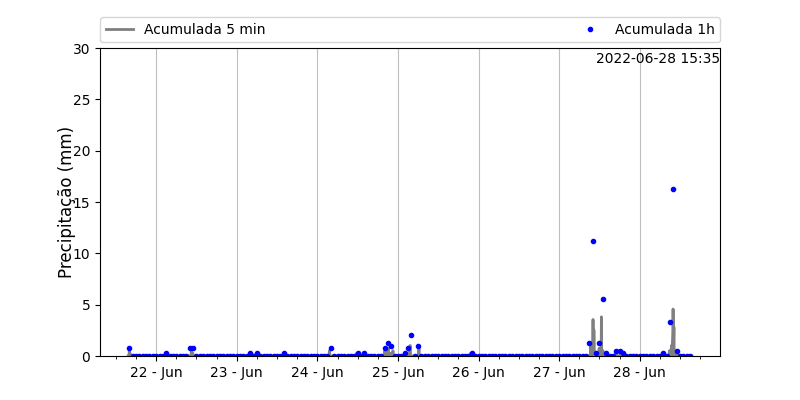 Acumulada 5 min
Acumulada 1h
2022-06-28 15:35
Precipitação (mm)
30
25
20
15
10
5
0
22 - Jun
23 - Jun
24 - Jun
25 - Jun
26 - Jun
27 - Jun
28 - Jun